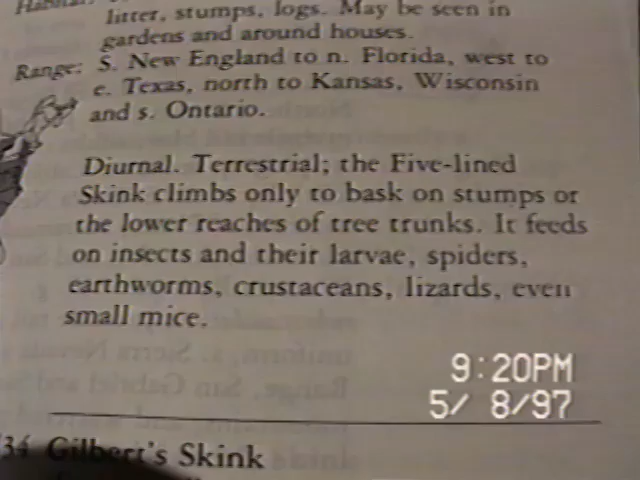 Habitat:
litter, stumps, logs. May be seen in
gardens and around houses.
Range: S. New England to n. Florida, west to
e. Texas, north to Kansas, Wisconsin
and s. Ontario.
Diurnal. Terrestrial; the Five-lined
Skink climbs only to bask on stumps or
the lower reaches of tree trunks. It feeds
on insects and their larvae, spiders,
earthworms, crustaceans, lizards, even
small mice.
9:20PM
5/ 8/97
34 Gilbert's Skink